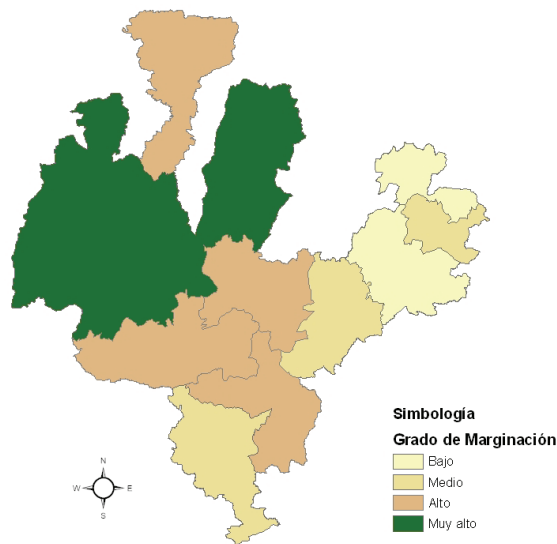 Simbología
Grado de Marginación
Bajo
Medio
Alto
Muy alto
N
W E
S